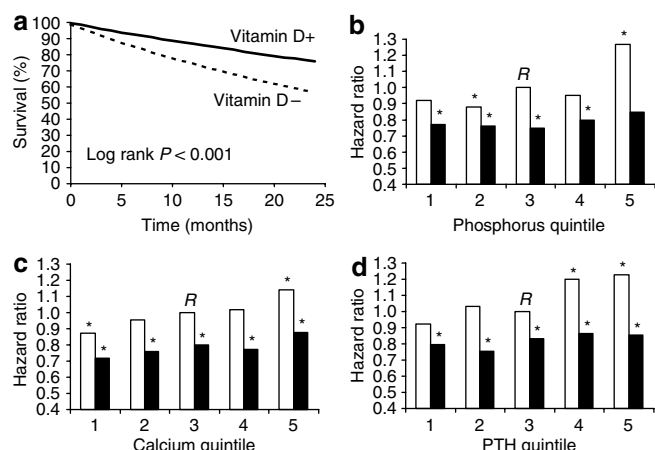 a
100
90
80
70
60
50
40
30
20
10
0
Survival (%)
Vitamin D+
Vitamin D–
Log rank P < 0.001
0 5 10 15 20 25
Time (months)
b
1.3
1.2
1.1
1.0
0.9
0.8
0.7
0.6
0.5
0.4
Hazard ratio
*
*
*
R
*
*
*
1 2 3 4 5
Phosphorus quintile
c
1.3
1.2
1.1
1.0
0.9
0.8
0.7
0.6
0.5
0.4
Hazard ratio
*
*
*
R
*
*
*
*
1 2 3 4 5
Calcium quintile
d
1.3
1.2
1.1
1.0
0.9
0.8
0.7
0.6
0.5
0.4
Hazard ratio
*
*
R
*
*
*
*
*
1 2 3 4 5
PTH quintile